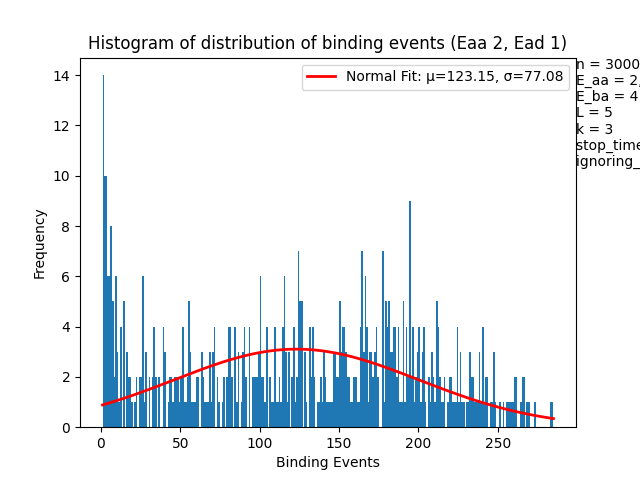 Histogram of distribution of binding events (Eaa 2, Ead 1)
Normal Fit: μ=123.15, σ=77.08
n = 3000
E_aa = 2,
E_ba = 4
L = 5
k = 3
stop_time
ignoring_
14
12
10
8
6
4
2
0
Frequency
0 50 100 150 200 250
Binding Events